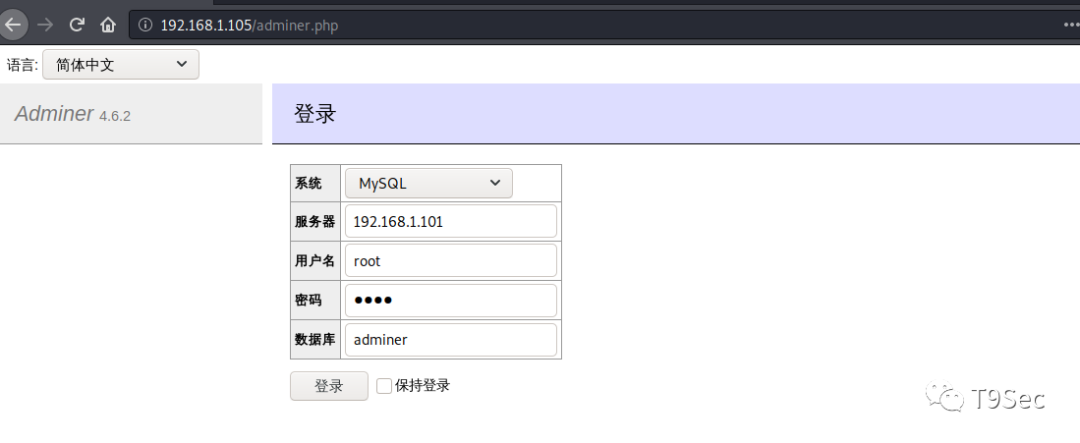 192.168.1.105/adminer.php
语言: 简体中文
Adminer 4.6.2
登录
系统 MySQL
服务器 192.168.1.101
用户名 root
密码 ●●●●
数据库 adminer
登录 保持登录
T9Sec